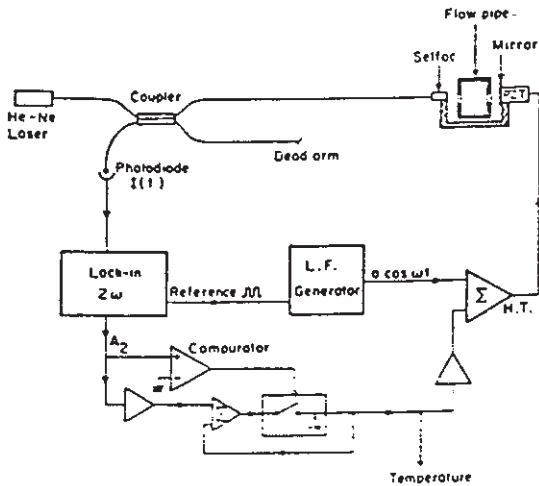 Flow pipe-
Selfoc
Mirror
PZT
Coupler
He-Ne
Laser
Dead arm
Photodiode
I(t)
Lock-in
2ω
Reference
L.F.
Generator
a cos ωt
Σ
H.T.
A2
Comparator
Temperature